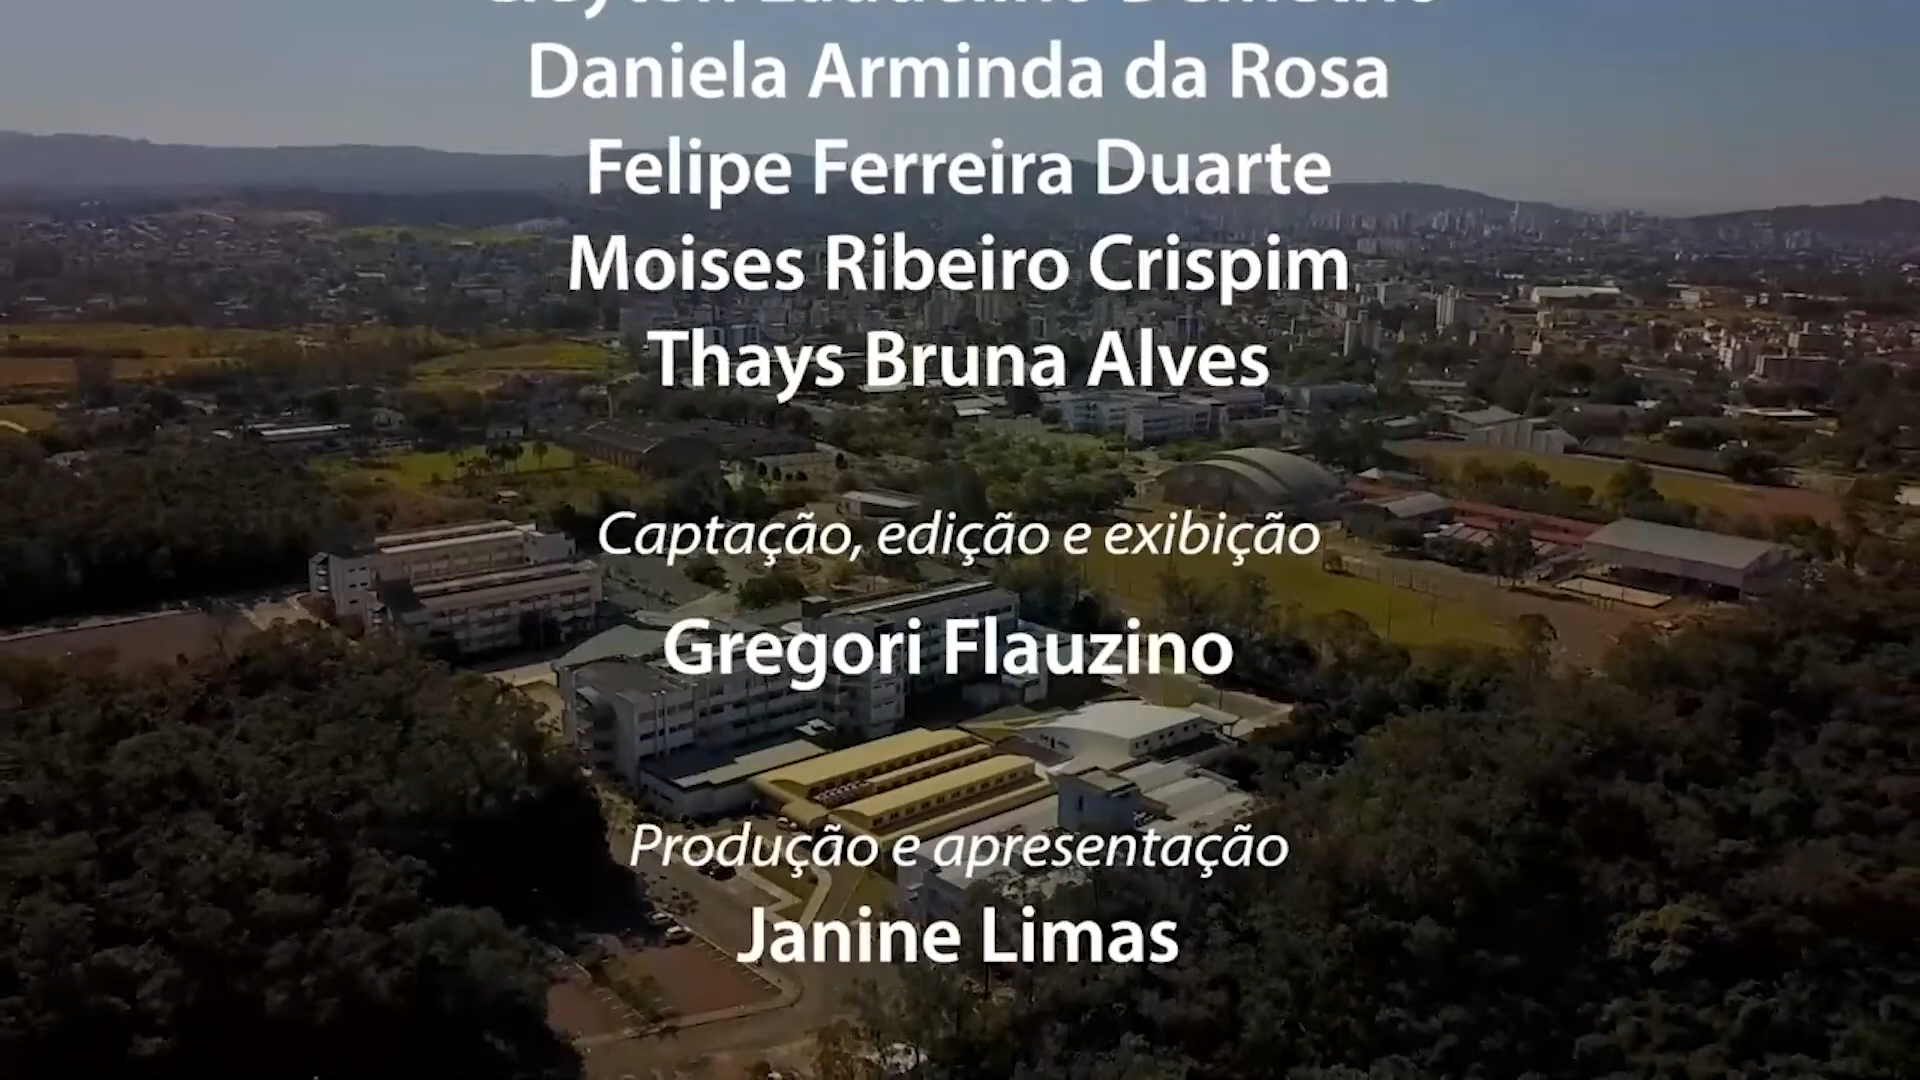 Daniela Arminda da Rosa
Felipe Ferreira Duarte
Moises Ribeiro Crispim
Thays Bruna Alves
Captação, edição e exibição
Gregori Flauzino
Produção e apresentação
Janine Limas